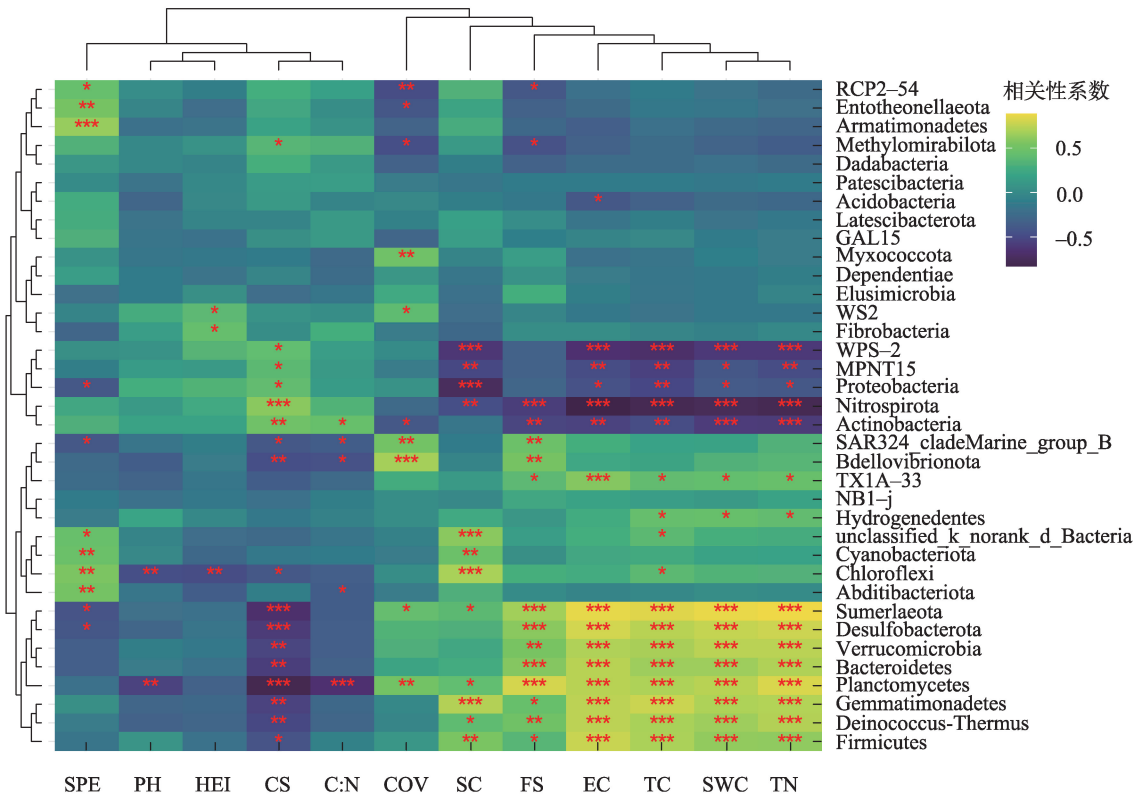 * ** * RCP2–54
** * Entotheonellaeota
*** Armatimonadetes
* * * Methylomirabilota
Dadabacteria
Patescibacteria
* Acidobacteria
Latescibacterota
GAL15
** Myxococcota
Dependentiae
Elusimicrobia
* * WS2
* Fibrobacteria
* *** *** *** *** *** WPS–2
* ** ** ** * ** MPNT15
* * *** * ** * * Proteobacteria
*** ** *** *** *** *** *** Nitrospirota
** * * ** ** ** *** *** Actinobacteria
* * * ** ** SAR324_cladeMarine_group_B
** * *** ** Bdellovibrionota
* *** * * * TX1A–33
NB1–j
* * * Hydrogenedentes
* *** * unclassified_k_norank_d_Bacteria
** ** Cyanobacteriota
** ** ** * *** * Chloroflexi
** * Abditibacteriota
* *** * * *** *** *** *** *** Sumerlaeota
* *** *** *** *** *** *** Desulfobacterota
** ** *** *** *** *** Verrucomicrobia
** *** *** *** *** *** Bacteroidetes
** *** *** ** * *** *** *** *** *** Planctomycetes
** *** * *** *** *** *** Gemmatimonadetes
** * ** *** *** *** *** Deinococcus-Thermus
* ** * *** *** *** *** Firmicutes
SPE PH HEI CS C:N COV SC FS EC TC SWC TN
相关性系数
0.5
0.0
–0.5